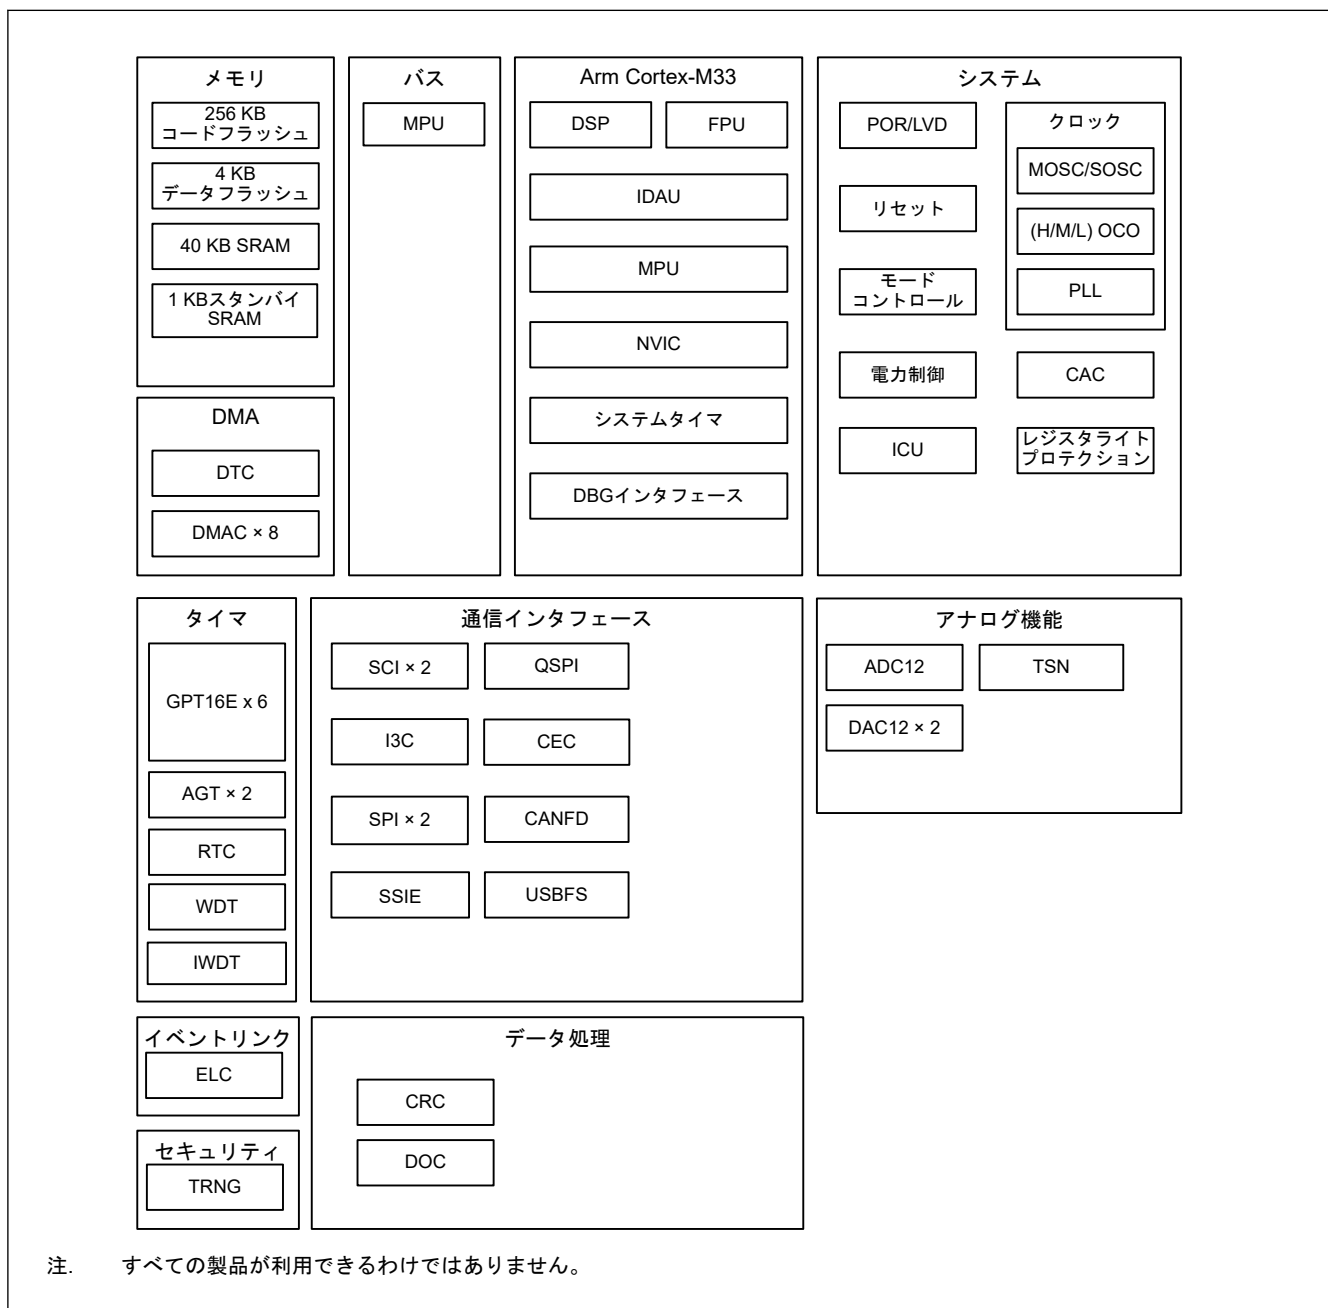 メモリ
256 KB
コードフラッシュ
4 KB
データフラッシュ
40 KB SRAM
1 KBスタンバイ
SRAM
DMA
DTC
DMAC × 8
バス
MPU
Arm Cortex-M33
DSP
FPU
IDAU
MPU
NVIC
システムタイマ
DBGインタフェース
システム
POR/LVD
リセット
モード
コントロール
電力制御
ICU
クロック
MOSC/SOSC
(H/M/L) OCO
PLL
CAC
レジスタライト
プロテクション
タイマ
GPT16E x 6
AGT × 2
RTC
WDT
IWDT
通信インタフェース
SCI × 2
QSPI
I3C
CEC
SPI × 2
CANFD
SSIE
USBFS
アナログ機能
ADC12
TSN
DAC12 × 2
イベントリンク
ELC
セキュリティ
TRNG
データ処理
CRC
DOC
注. すべての製品が利用できるわけではありません。